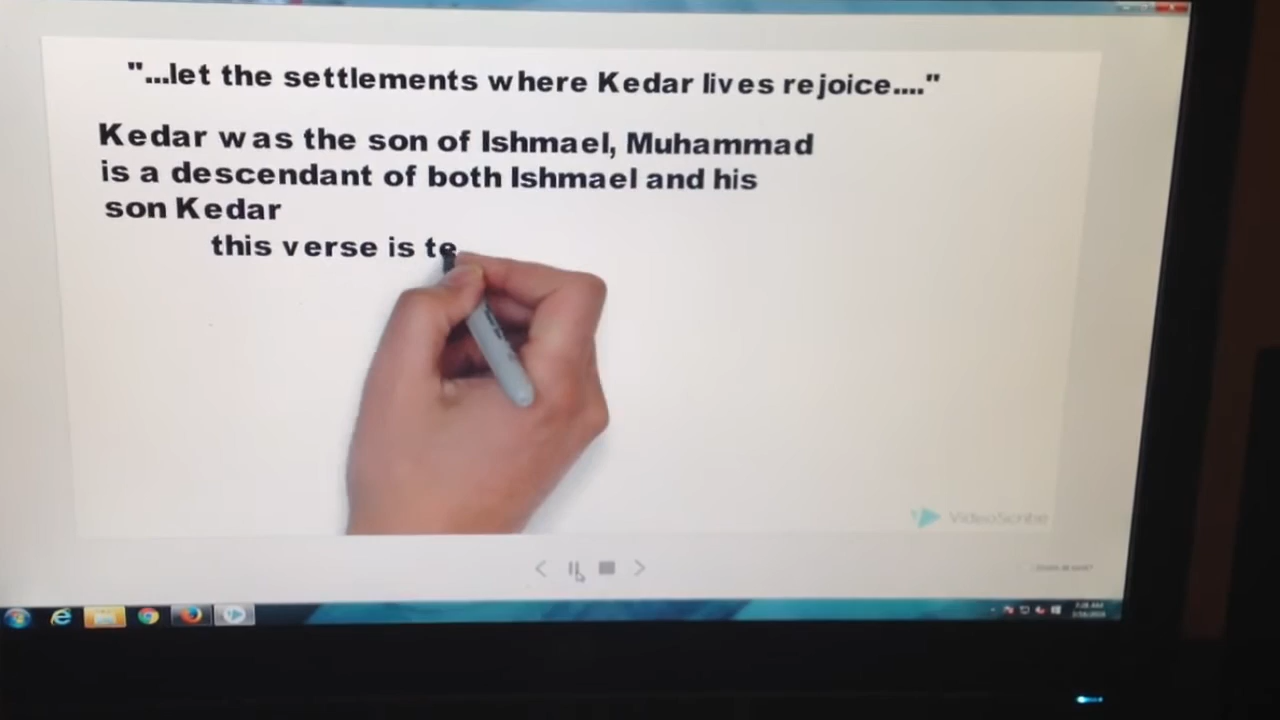 "...let the settlements where Kedar lives rejoice...."
Kedar was the son of Ishmael, Muhammad
is a descendant of both Ishmael and his
son Kedar
this verse is te
VideoScribe